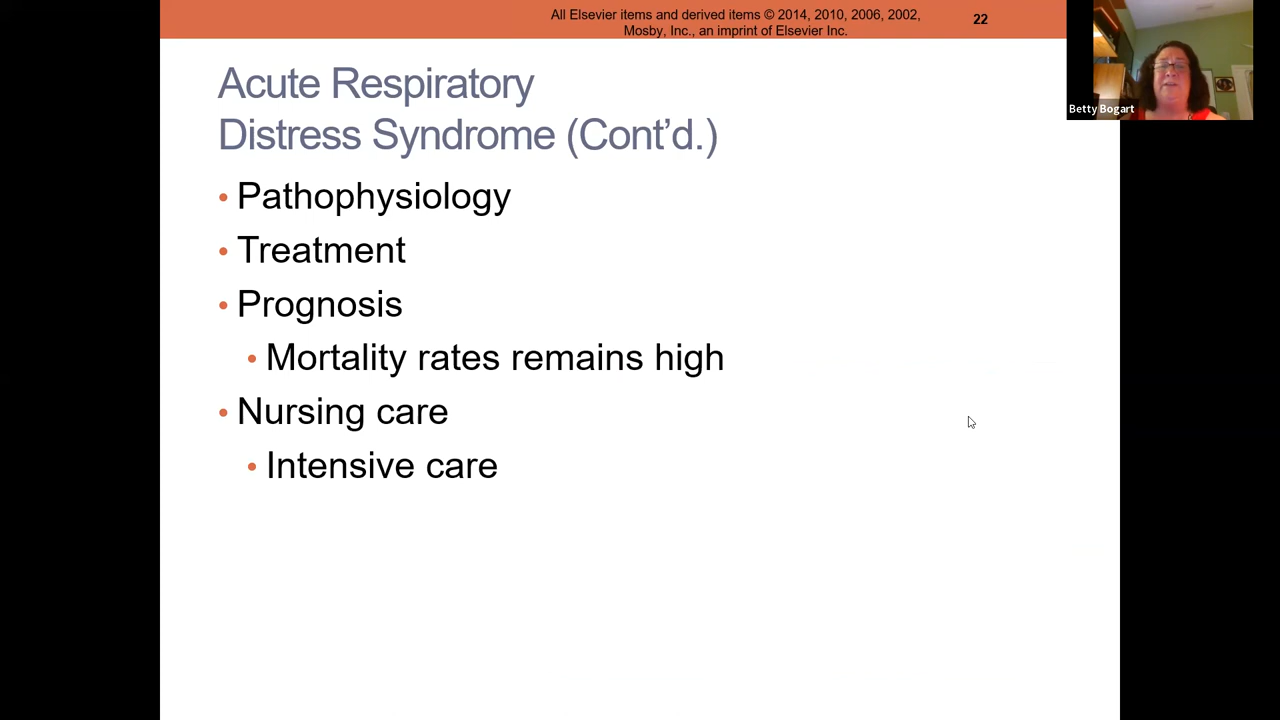 All Elsevier items and derived items © 2014, 2010, 2006, 2002,
Mosby, Inc., an imprint of Elsevier Inc.
22
Betty Bogart
Acute Respiratory
Distress Syndrome (Cont’d.)
• Pathophysiology
• Treatment
• Prognosis
• Mortality rates remains high
• Nursing care
• Intensive care